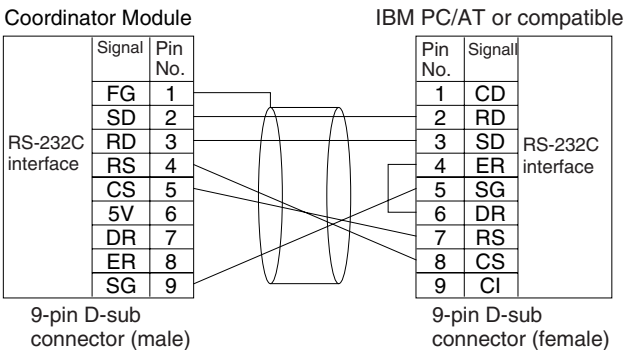 Coordinator Module
IBM PC/AT or compatible
Signal Pin No.
FG 1
SD 2
RD 3
RS 4
CS 5
5V 6
DR 7
ER 8
SG 9
RS-232C
interface
9-pin D-sub
connector (male)
Pin No. Signall
1 CD
2 RD
3 SD
4 ER
5 SG
6 DR
7 RS
8 CS
9 CI
RS-232C
interface
9-pin D-sub
connector (female)